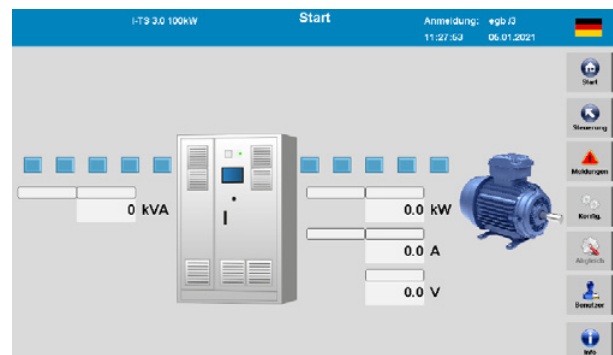 I-TS 3.0 100kW
Start
Anmeldung: egb /3
11:27:53 06.01.2021
Start
Steuerung
Meldungen
0 kVA
0.0 kW
Konfig.
0.0 A
Abgleich
0.0 V
Benutzer
Info